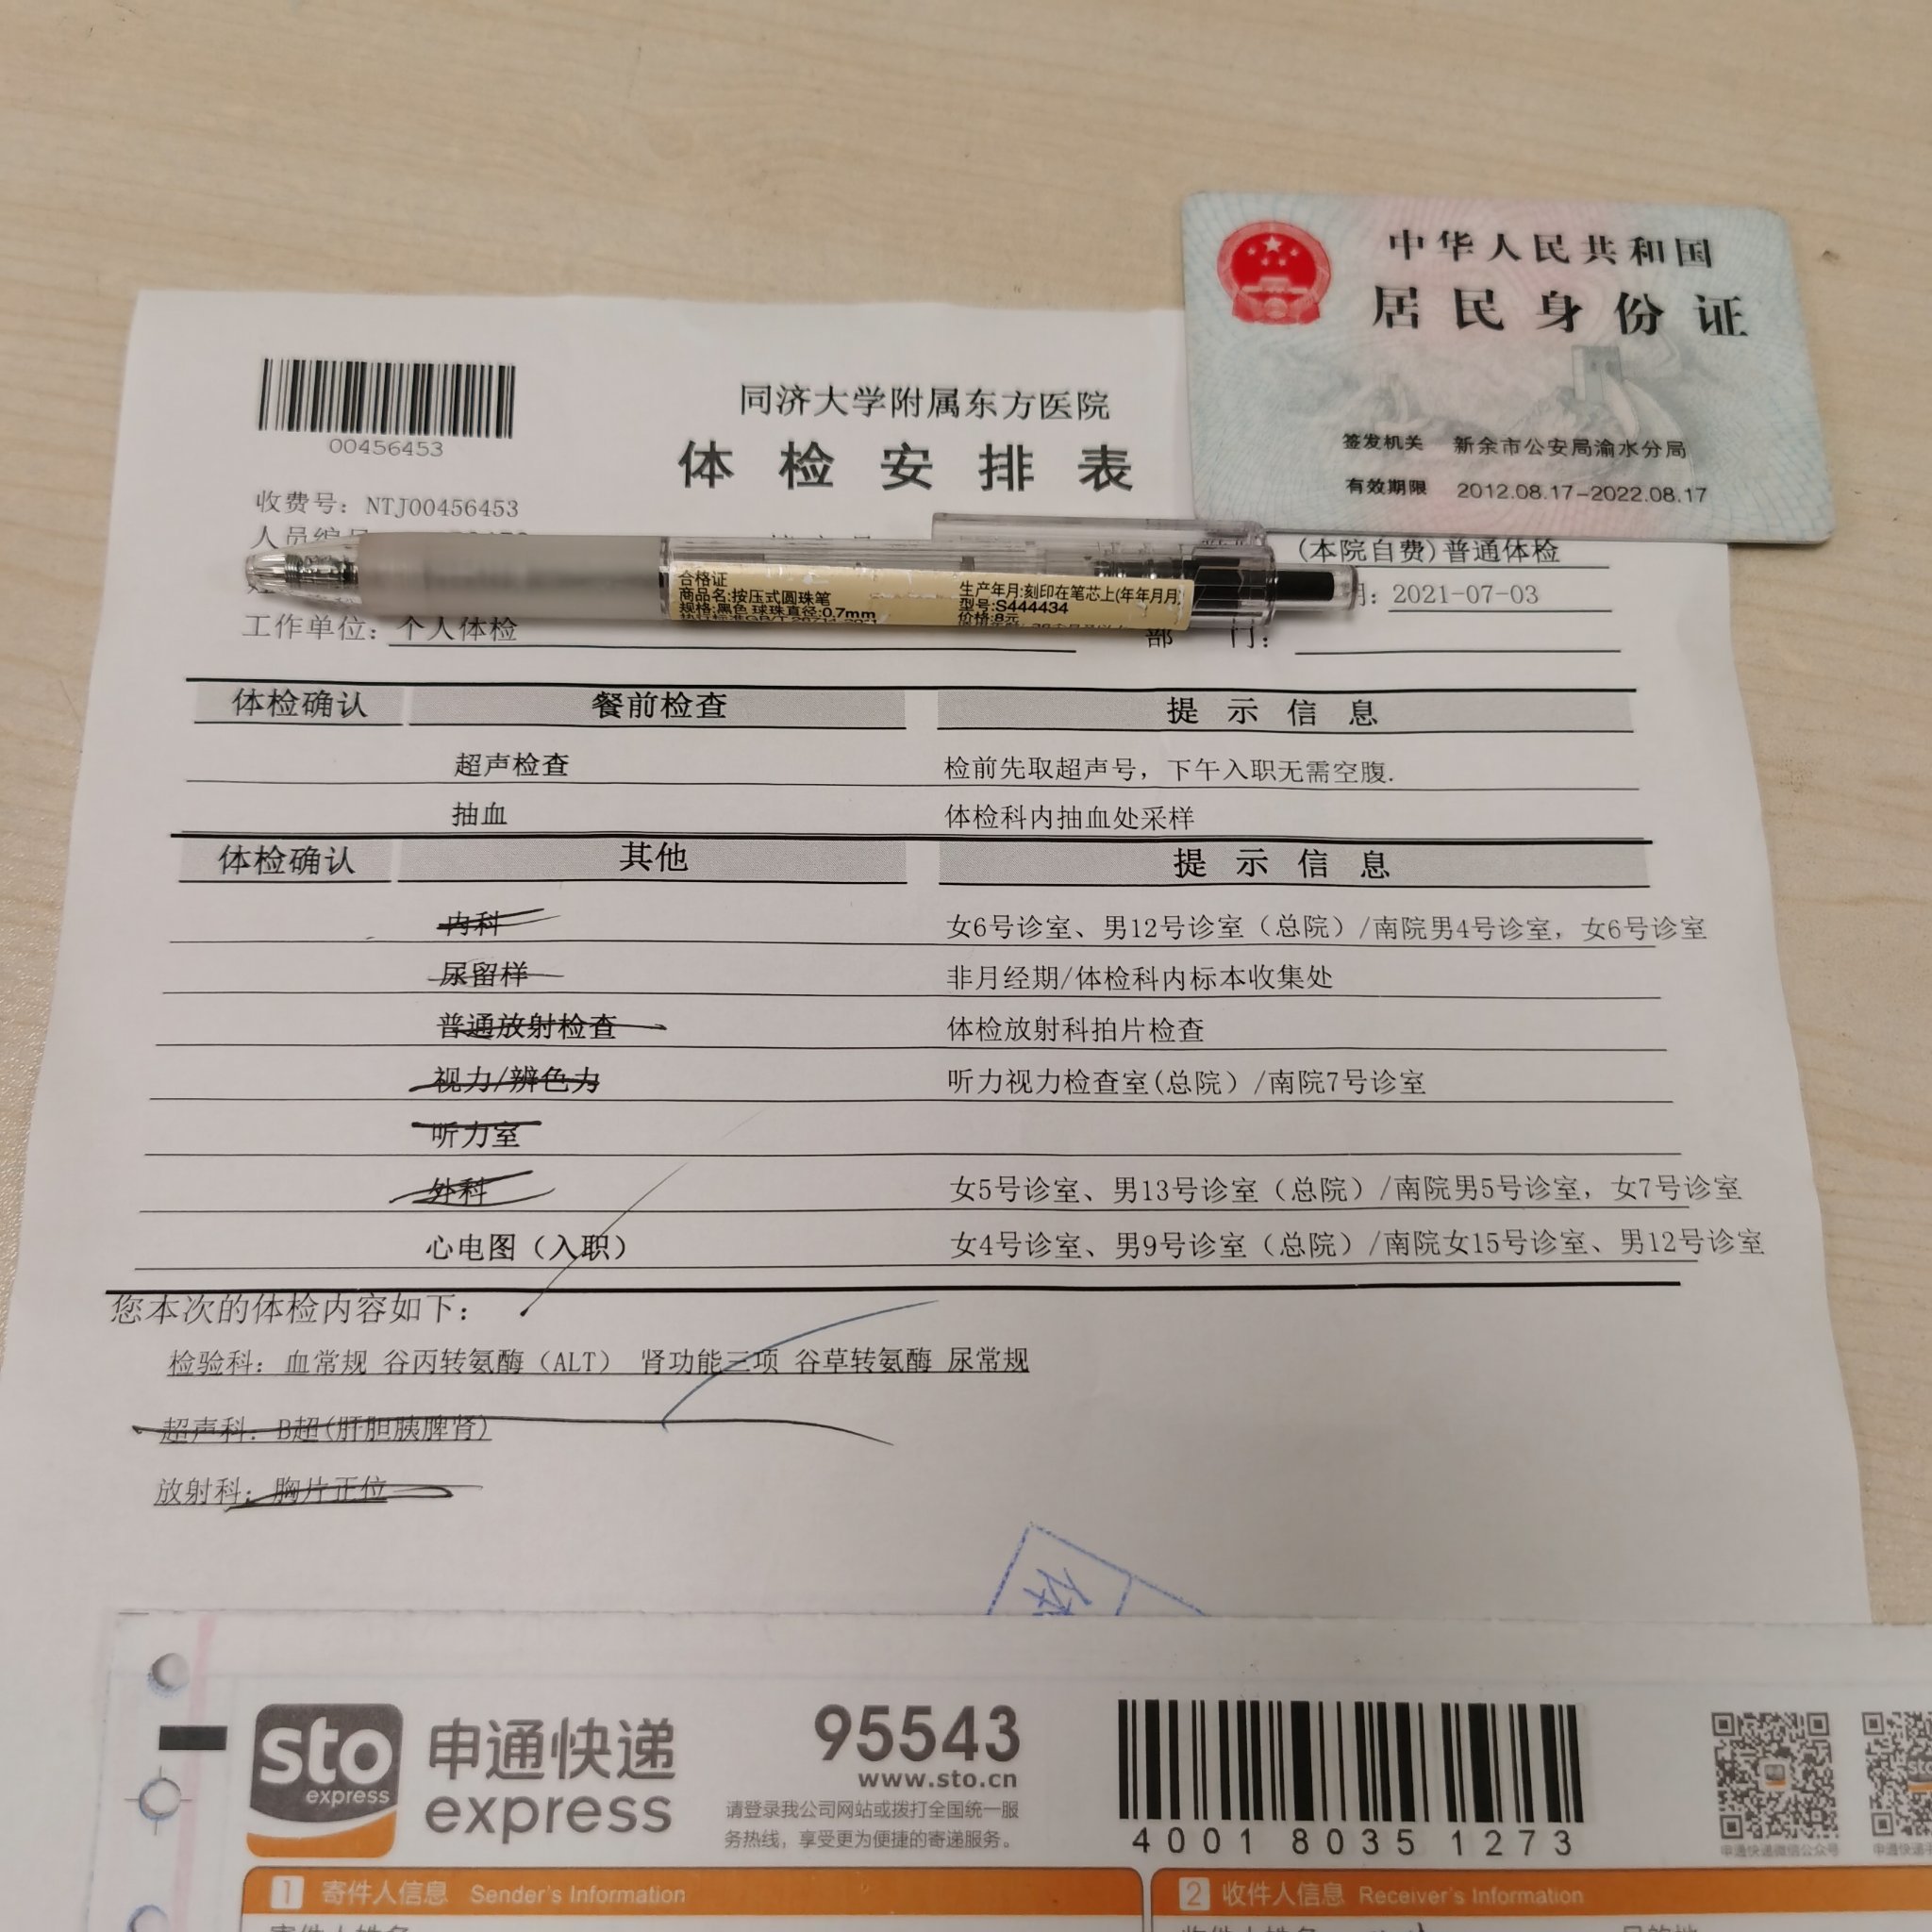 中华人民共和国
居民身份证
签发机关 新余市公安局渝水分局
有效期限 2012.08.17-2022.08.17
00456453
同济大学附属东方医院
体检安排表
收费号: NTJ00456453
人员编号
(本院自费)普通体检
期: 2021-07-03
工作单位: 个人体检
部 门:
合格证
商品名:按压式圆珠笔
规格:黑色 球珠直径:0.7mm
生产年月:刻印在笔芯上(年年月月)
型号:S444434
价格:8元
体检确认 餐前检查 提示信息
超声检查 检前先取超声号，下午入职无需空腹.
抽血 体检科内抽血处采样
体检确认 其他 提示信息
内科 女6号诊室、男12号诊室（总院）/南院男4号诊室，女6号诊室
尿留样 非月经期/体检科内标本收集处
普通放射检查 体检放射科拍片检查
视力/辨色力 听力视力检查室(总院）/南院7号诊室
听力室
外科 女5号诊室、男13号诊室（总院）/南院男5号诊室，女7号诊室
心电图（入职） 女4号诊室、男9号诊室（总院）/南院女15号诊室、男12号诊室
您本次的体检内容如下:
检验科: 血常规 谷丙转氨酶（ALT） 肾功能三项 谷草转氨酶 尿常规
超声科: B超(肝胆胰脾肾)
放射科: 胸片正位
体
sto express
申通快递
express
95543
www.sto.cn
请登录我公司网站或拨打全国统一服
务热线，享受更为便捷的寄递服务。
4001 8035 1273
申通快递微信公众号
1 寄件人信息 Sender's Information
2 收件人信息 Receiver's Information